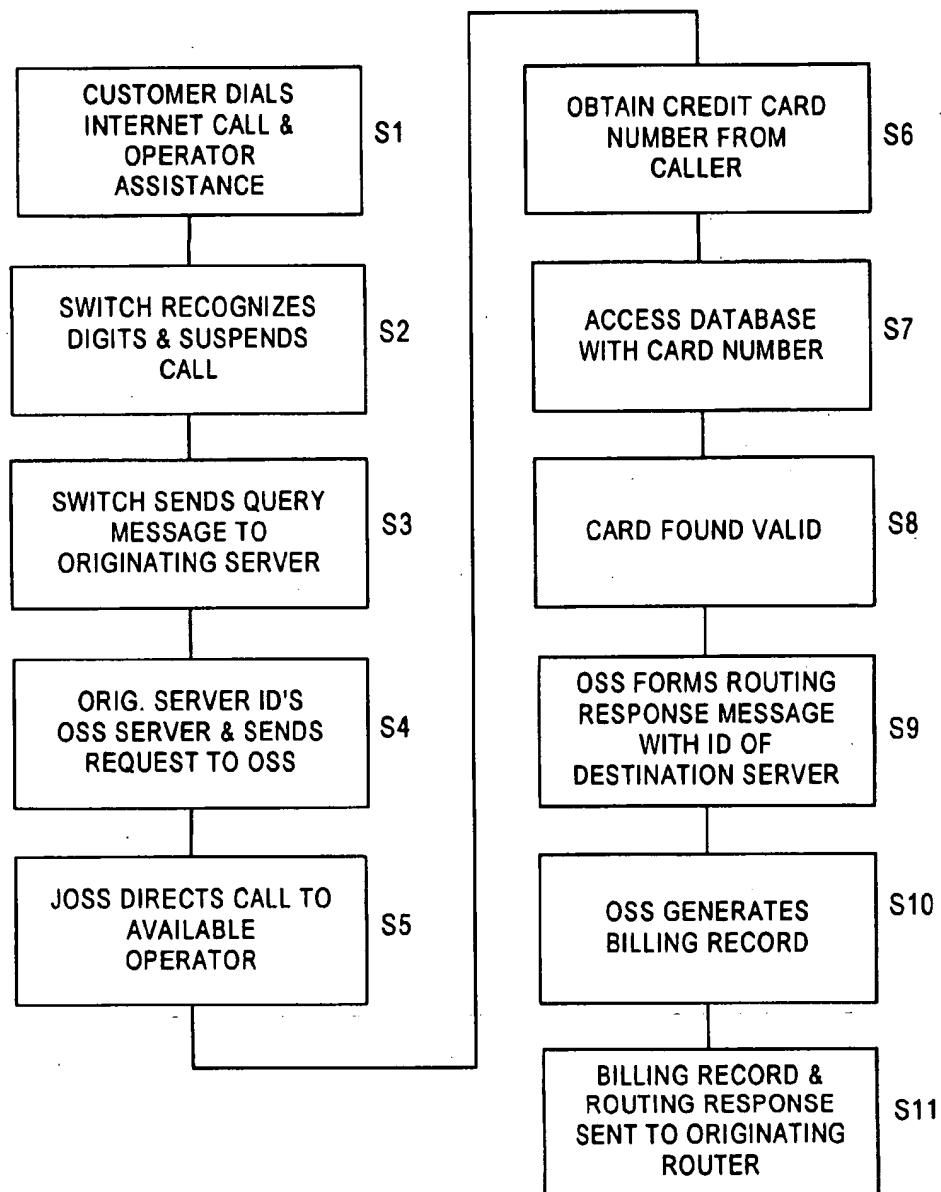 CUSTOMER DIALS
INTERNET CALL &
OPERATOR
ASSISTANCE
S1
SWITCH RECOGNIZES
DIGITS & SUSPENDS
CALL
S2
SWITCH SENDS QUERY
MESSAGE TO
ORIGINATING SERVER
S3
ORIG. SERVER ID'S
OSS SERVER & SENDS
REQUEST TO OSS
S4
JOSS DIRECTS CALL TO
AVAILABLE
OPERATOR
S5
OBTAIN CREDIT CARD
NUMBER FROM
CALLER
S6
ACCESS DATABASE
WITH CARD NUMBER
S7
CARD FOUND VALID
S8
OSS FORMS ROUTING
RESPONSE MESSAGE
WITH ID OF
DESTINATION SERVER
S9
OSS GENERATES
BILLING RECORD
S10
BILLING RECORD &
ROUTING RESPONSE
SENT TO ORIGINATING
ROUTER
S11